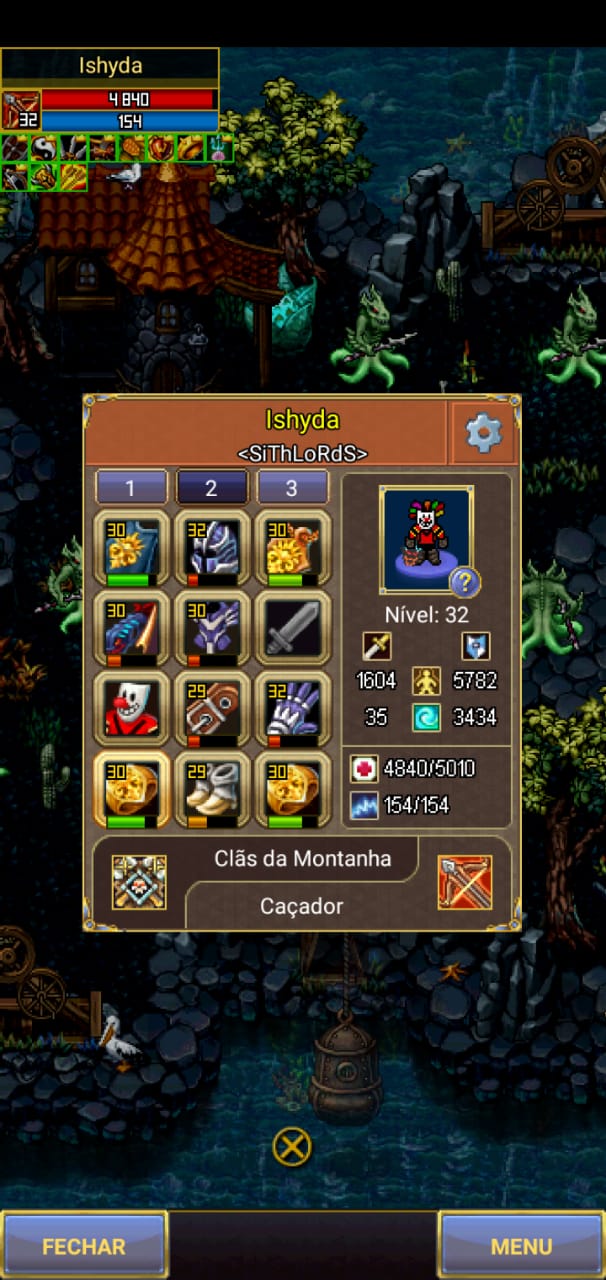 Ishyda
4 840
32
154
Ishyda
<SiThLoRdS>
1 2 3
30 32 30
30 30
29 32
30 29 30
Nível: 32
1604 5782
35 3434
4840/5010
154/154
Clãs da Montanha
Caçador
FECHAR
MENU